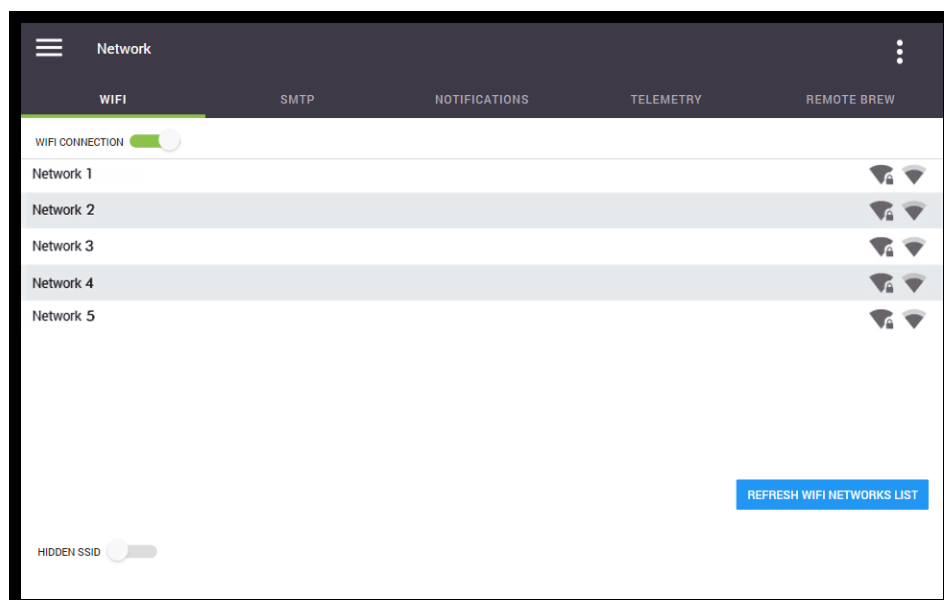 Network
WIFI SMTP NOTIFICATIONS TELEMETRY REMOTE BREW
WIFI CONNECTION
Network 1
Network 2
Network 3
Network 4
Network 5
REFRESH WIFI NETWORKS LIST
HIDDEN SSID